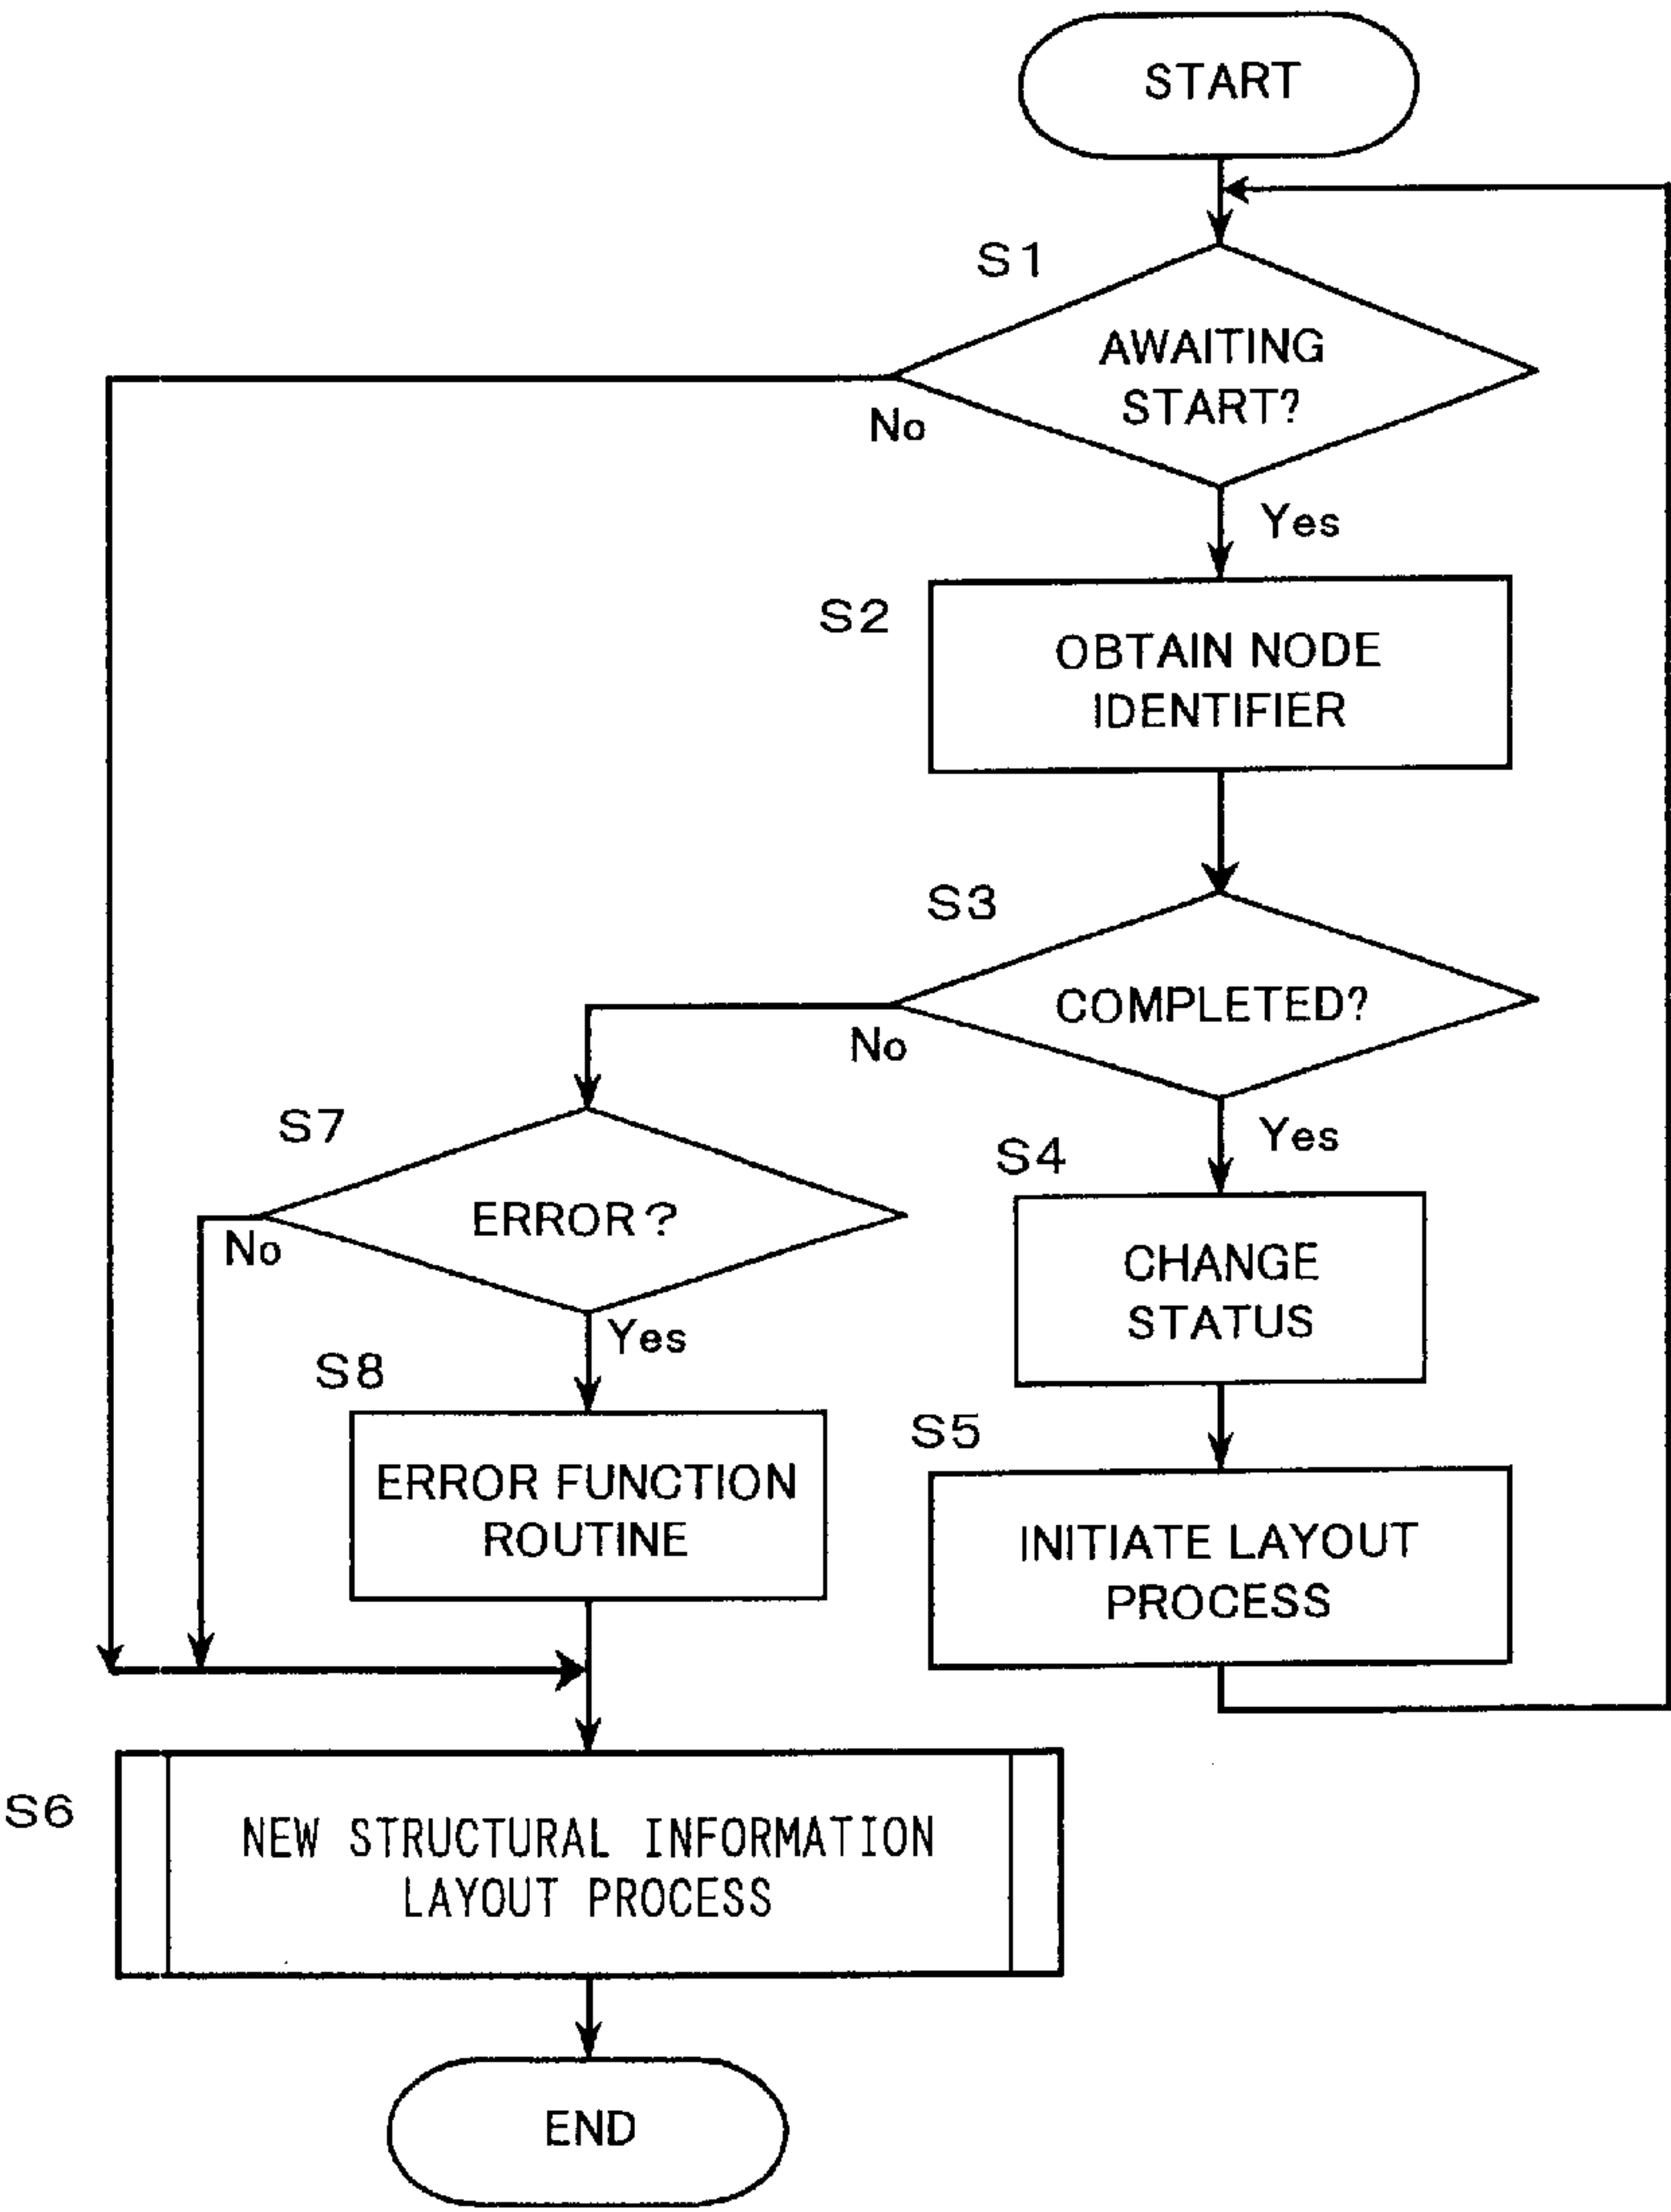 START
S1
AWAITING
START?
No
Yes
S2
OBTAIN NODE
IDENTIFIER
S3
COMPLETED?
No
Yes
S7
ERROR?
No
Yes
S4
CHANGE
STATUS
S8
ERROR FUNCTION
ROUTINE
S5
INITIATE LAYOUT
PROCESS
S6
NEW STRUCTURAL INFORMATION
LAYOUT PROCESS
END